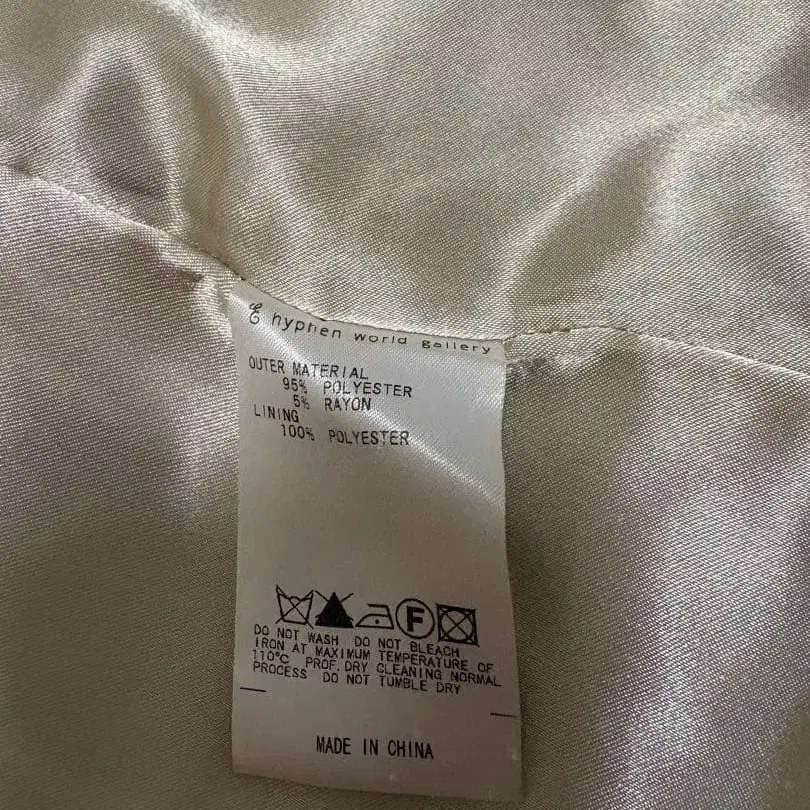 E hyphen world gallery
OUTER MATERIAL
95% POLYESTER
5% RAYON
LINING
100% POLYESTER
F
DO NOT WASH DO NOT BLEACH
IRON AT MAXIMUM TEMPERATURE OF
110°C PROF. DRY CLEANING NORMAL
PROCESS DO NOT TUMBLE DRY
MADE IN CHINA